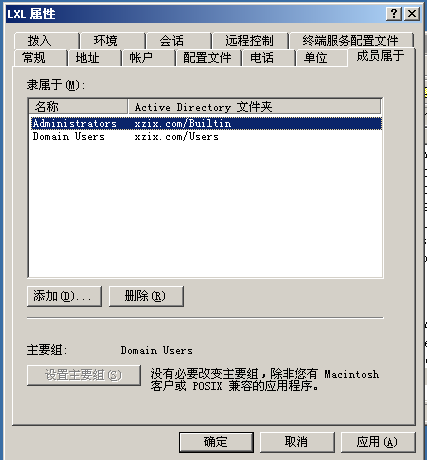 LXL 属性
拨入 环境 会话 远程控制 终端服务配置文件
常规 地址 帐户 配置文件 电话 单位 成员属于
隶属于(M):
名称 Active Directory 文件夹
Administrators xzix.com/Builtin
Domain Users xzix.com/Users
添加(D)... 删除(R)
主要组: Domain Users
设置主要组(S) 没有必要改变主要组，除非您有 Macintosh
客户或 POSIX 兼容的应用程序。
确定 取消 应用(A)